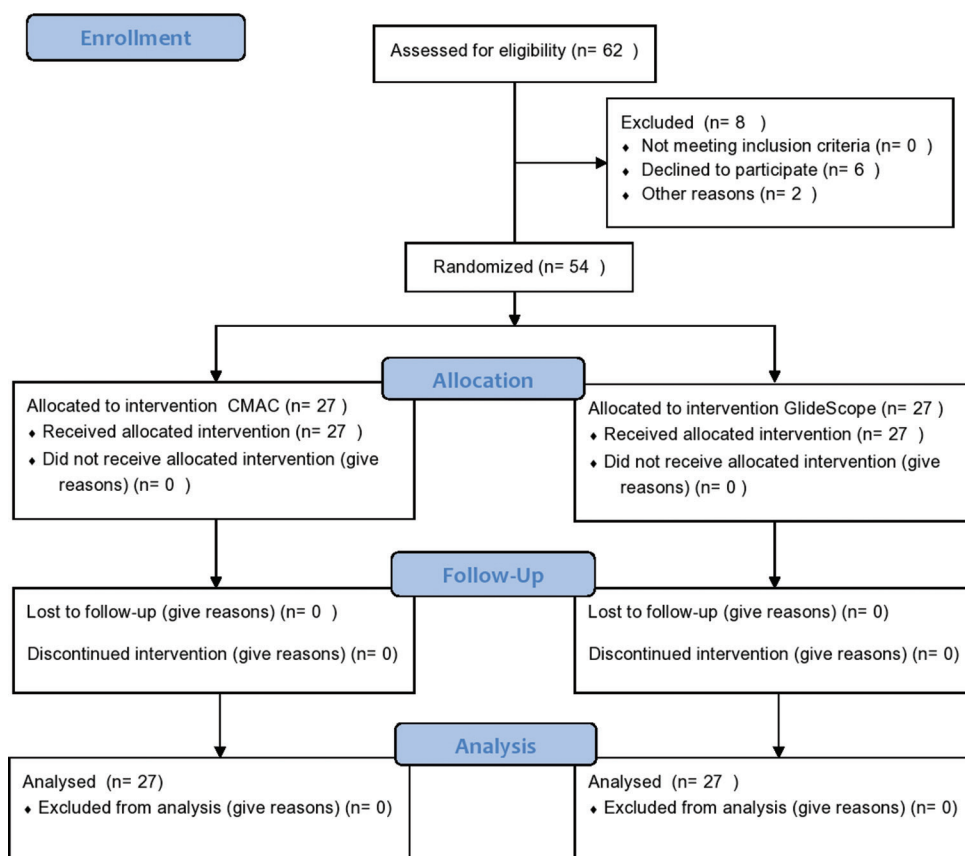 Enrollment
Assessed for eligibility (n= 62 )
Excluded (n= 8 )
♦ Not meeting inclusion criteria (n= 0 )
♦ Declined to participate (n= 6 )
♦ Other reasons (n= 2 )
Randomized (n= 54 )
Allocation
Allocated to intervention CMAC (n= 27 )
♦ Received allocated intervention (n= 27 )
♦ Did not receive allocated intervention (give
reasons) (n= 0 )
Allocated to intervention GlideScope (n= 27 )
♦ Received allocated intervention (n= 27 )
♦ Did not receive allocated intervention (give
reasons) (n= 0 )
Follow-Up
Lost to follow-up (give reasons) (n= 0 )
Discontinued intervention (give reasons) (n= 0)
Lost to follow-up (give reasons) (n= 0)
Discontinued intervention (give reasons) (n= 0)
Analysis
Analysed (n= 27)
♦ Excluded from analysis (give reasons) (n= 0)
Analysed (n= 27 )
♦ Excluded from analysis (give reasons) (n= 0)